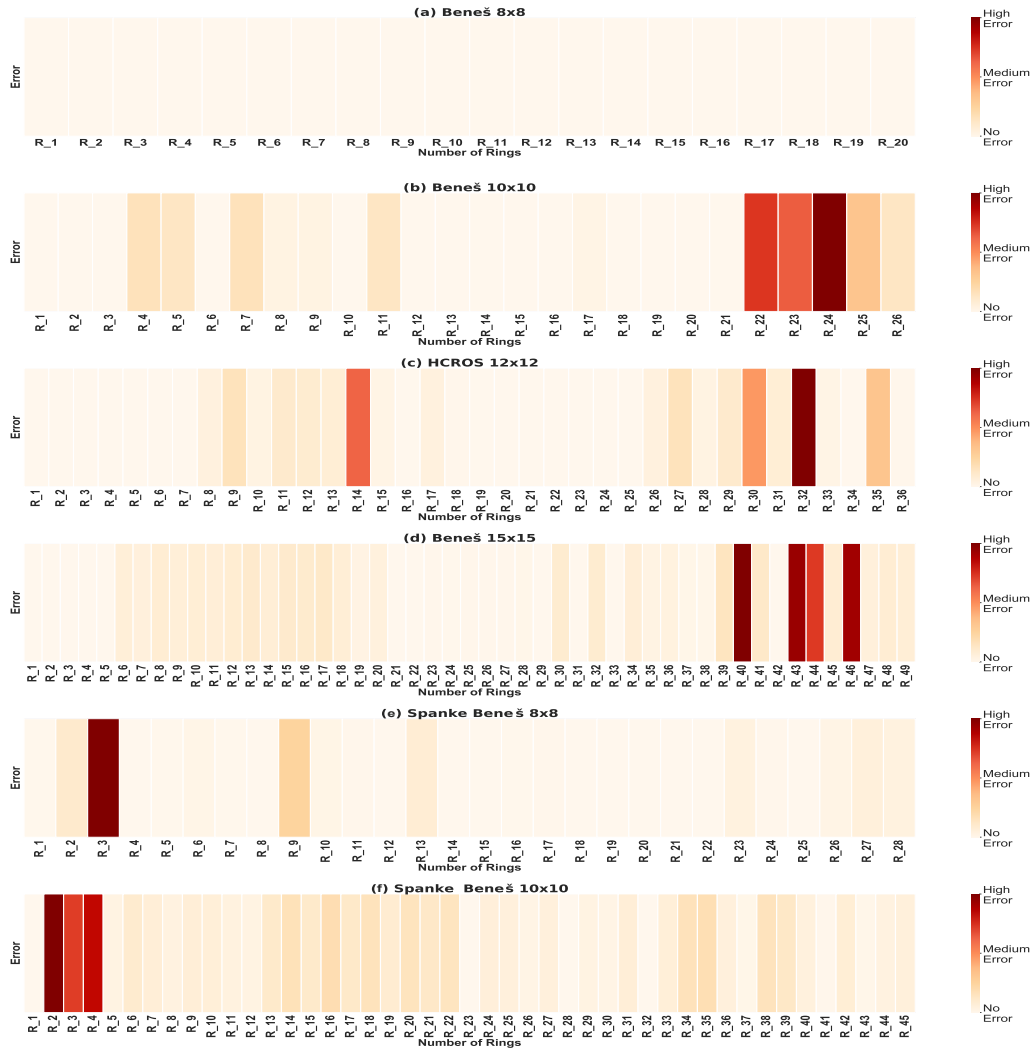 (a) Beneš 8x8
Error
R_1 R_2 R_3 R_4 R_5 R_6 R_7 R_8 R_9 R_10 R_11 R_12 R_13 R_14 R_15 R_16 R_17 R_18 R_19 R_20
Number of Rings
High
Error
Medium
Error
No
Error
(b) Beneš 10x10
Error
R_1 R_2 R_3 R_4 R_5 R_6 R_7 R_8 R_9 R_10 R_11 R_12 R_13 R_14 R_15 R_16 R_17 R_18 R_19 R_20 R_21 R_22 R_23 R_24 R_25 R_26
Number of Rings
High
Error
Medium
Error
No
Error
(c) HCROS 12x12
Error
R_1 R_2 R_3 R_4 R_5 R_6 R_7 R_8 R_9 R_10 R_11 R_12 R_13 R_14 R_15 R_16 R_17 R_18 R_19 R_20 R_21 R_22 R_23 R_24 R_25 R_26 R_27 R_28 R_29 R_30 R_31 R_32 R_33 R_34 R_35 R_36
Number of Rings
High
Error
Medium
Error
No
Error
(d) Beneš 15x15
Error
R_1 R_2 R_3 R_4 R_5 R_6 R_7 R_8 R_9 R_10 R_11 R_12 R_13 R_14 R_15 R_16 R_17 R_18 R_19 R_20 R_21 R_22 R_23 R_24 R_25 R_26 R_27 R_28 R_29 R_30 R_31 R_32 R_33 R_34 R_35 R_36 R_37 R_38 R_39 R_40 R_41 R_42 R_43 R_44 R_45 R_46 R_47 R_48 R_49
Number of Rings
High
Error
Medium
Error
No
Error
(e) Spanke Beneš 8x8
Error
R_1 R_2 R_3 R_4 R_5 R_6 R_7 R_8 R_9 R_10 R_11 R_12 R_13 R_14 R_15 R_16 R_17 R_18 R_19 R_20 R_21 R_22 R_23 R_24 R_25 R_26 R_27 R_28
Number of Rings
High
Error
Medium
Error
No
Error
(f) Spanke Beneš 10x10
Error
R_1 R_2 R_3 R_4 R_5 R_6 R_7 R_8 R_9 R_10 R_11 R_12 R_13 R_14 R_15 R_16 R_17 R_18 R_19 R_20 R_21 R_22 R_23 R_24 R_25 R_26 R_27 R_28 R_29 R_30 R_31 R_32 R_33 R_34 R_35 R_36 R_37 R_38 R_39 R_40 R_41 R_42 R_43 R_44 R_45
Number of Rings
High
Error
Medium
Error
No
Error